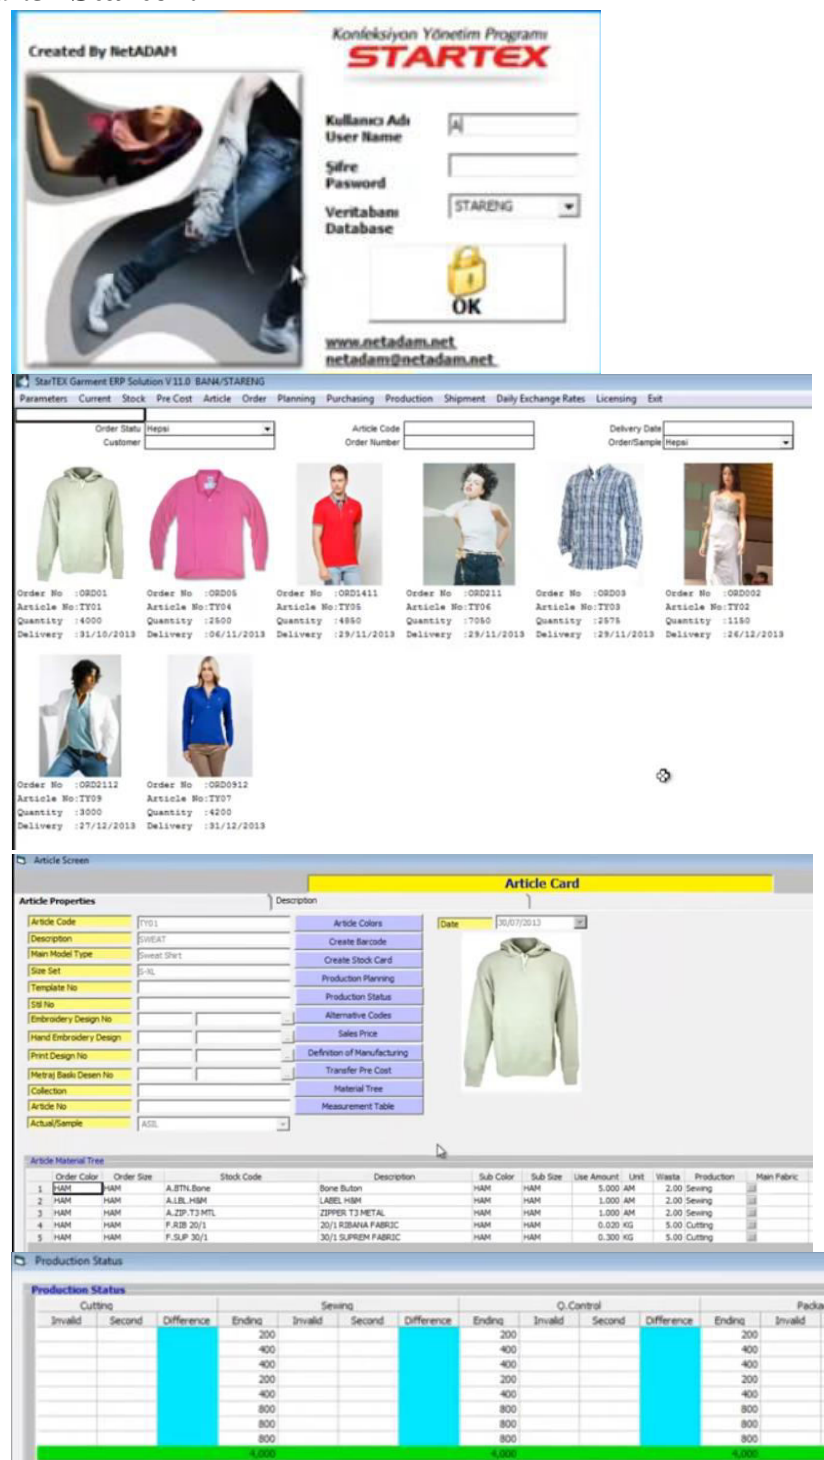 Created By NetADAM
Konfeksiyon Yönetim Programı
STARTEX
Kullanıcı Adı
User Name
A
Şifre
Pasword
Veritabanı
Database
STARENG
OK
www.netadam.net
netadam@netadam.net
StarTEX Garment ERP Solution V 11.0 BAN4/STARENG
Parameters Current Stock Pre Cost Article Order Planning Purchasing Production Shipment Daily Exchange Rates Licensing Exit
Order Statu Hepsi Article Code Delivery Date
Customer Order Number Order/Sample Hepsi
Order No :ORD01 Order No :ORD05 Order No :ORD1411 Order No :ORD211 Order No :ORD03 Order No :ORD002
Article No:TY01 Article No:TY04 Article No:TY05 Article No:TY06 Article No:TY03 Article No:TY02
Quantity :4000 Quantity :2500 Quantity :4850 Quantity :7050 Quantity :2575 Quantity :1150
Delivery :31/10/2013 Delivery :06/11/2013 Delivery :29/11/2013 Delivery :29/11/2013 Delivery :29/11/2013 Delivery :26/12/2013
Order No :ORD2112 Order No :ORD0912
Article No:TY09 Article No:TY07
Quantity :3000 Quantity :4200
Delivery :27/12/2013 Delivery :31/12/2013
Article Screen
Article Card
Article Properties Description
Article Code TY01 Article Colors Date 30/07/2013
Description SWEAT Create Barcode
Main Model Type Sweat Shirt Create Stock Card
Size Set S-XL Production Planning
Template No Production Status
Stil No Alternative Codes
Embroidery Design No Sales Price
Hand Embroidery Design Definition of Manufacturing
Print Design No Transfer Pre Cost
Metraj Baskı Desen No Material Tree
Collection Measurement Table
Article No
Actual/Sample ASIL
Article Material Tree
Order Color Order Size Stock Code Description Sub Color Sub Size Use Amount Unit Wasta Production Main Fabric
1 HAM HAM A.BTN.Bone Bone Buton HAM HAM 5.000 AM 2.00 Sewing
2 HAM HAM A.LBL.H&M LABEL H&M HAM HAM 1.000 AM 2.00 Sewing
3 HAM HAM A.ZIP.T3 MTL ZIPPER T3 METAL HAM HAM 1.000 AM 2.00 Sewing
4 HAM HAM F.RIB 20/1 20/1 RIBANA FABRIC HAM HAM 0.020 KG 5.00 Cutting
5 HAM HAM F.SUP 30/1 30/1 SUPREM FABRIC HAM HAM 0.300 KG 5.00 Cutting
Production Status
Production Status
Cutting Sewing Q.Control Packa
Invalid Second Difference Ending Invalid Second Difference Ending Invalid Second Difference Ending Invalid
200 200 200
400 400 400
400 400 400
200 200 200
400 400 400
800 800 800
800 800 800
800 800 800
4,000 4,000 4,000